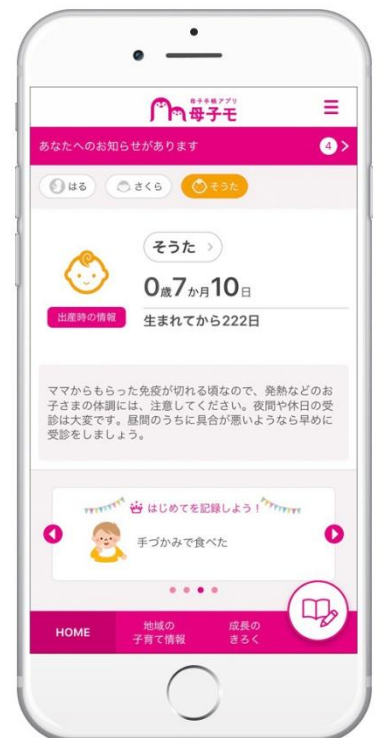 母子手帳アプリ
母子モ
あなたへのお知らせがあります 4
はる さくら そうた
そうた
0歳7か月10日
出産時の情報
生まれてから222日
ママからもらった免疫が切れる頃なので、発熱などのお
子さまの体調には、注意してください。夜間や休日の受
診は大変です。昼間のうちに具合が悪いようなら早めに
受診をしましょう。
はじめてを記録しよう！
手づかみで食べた
HOME
地域の
子育て情報
成長の
きろく